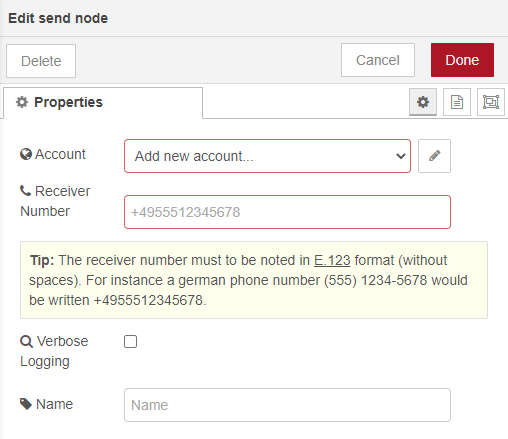 Edit send node
Delete
Cancel
Done
Properties
Account
Add new account...
Receiver
Number
+4955512345678
Tip: The receiver number must to be noted in E.123 format (without
spaces). For instance a german phone number (555) 1234-5678 would
be written +4955512345678.
Verbose
Logging
Name
Name